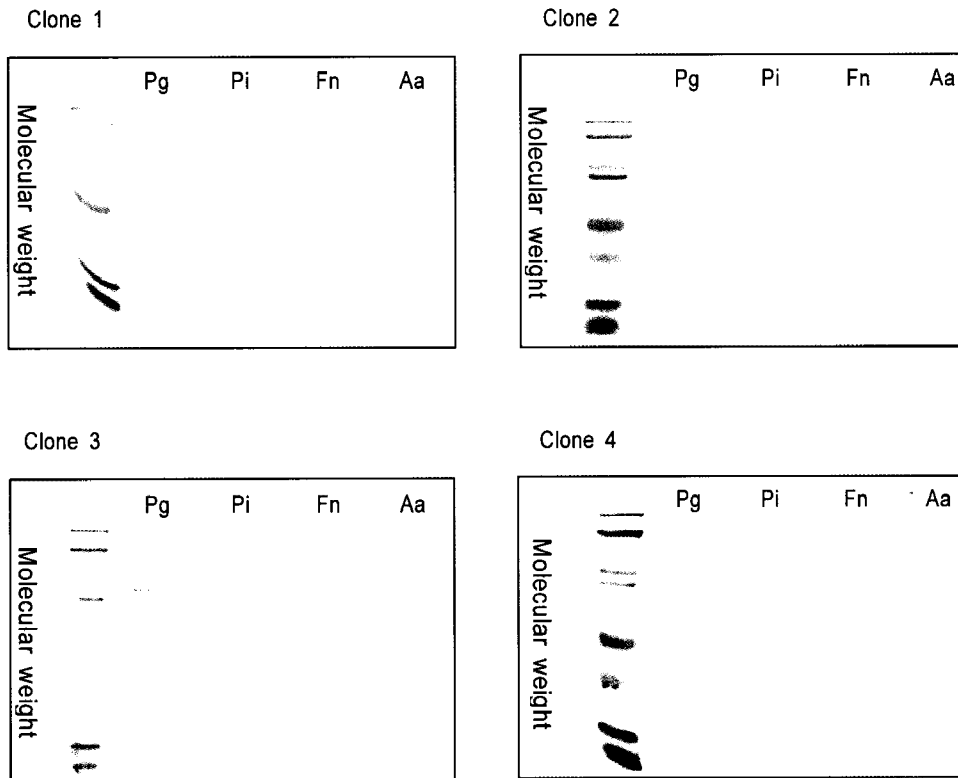 Clone 1
Pg Pi Fn Aa
Molecular weight
Clone 2
Pg Pi Fn Aa
Molecular weight
Clone 3
Pg Pi Fn Aa
Molecular weight
Clone 4
Pg Pi Fn Aa
Molecular weight